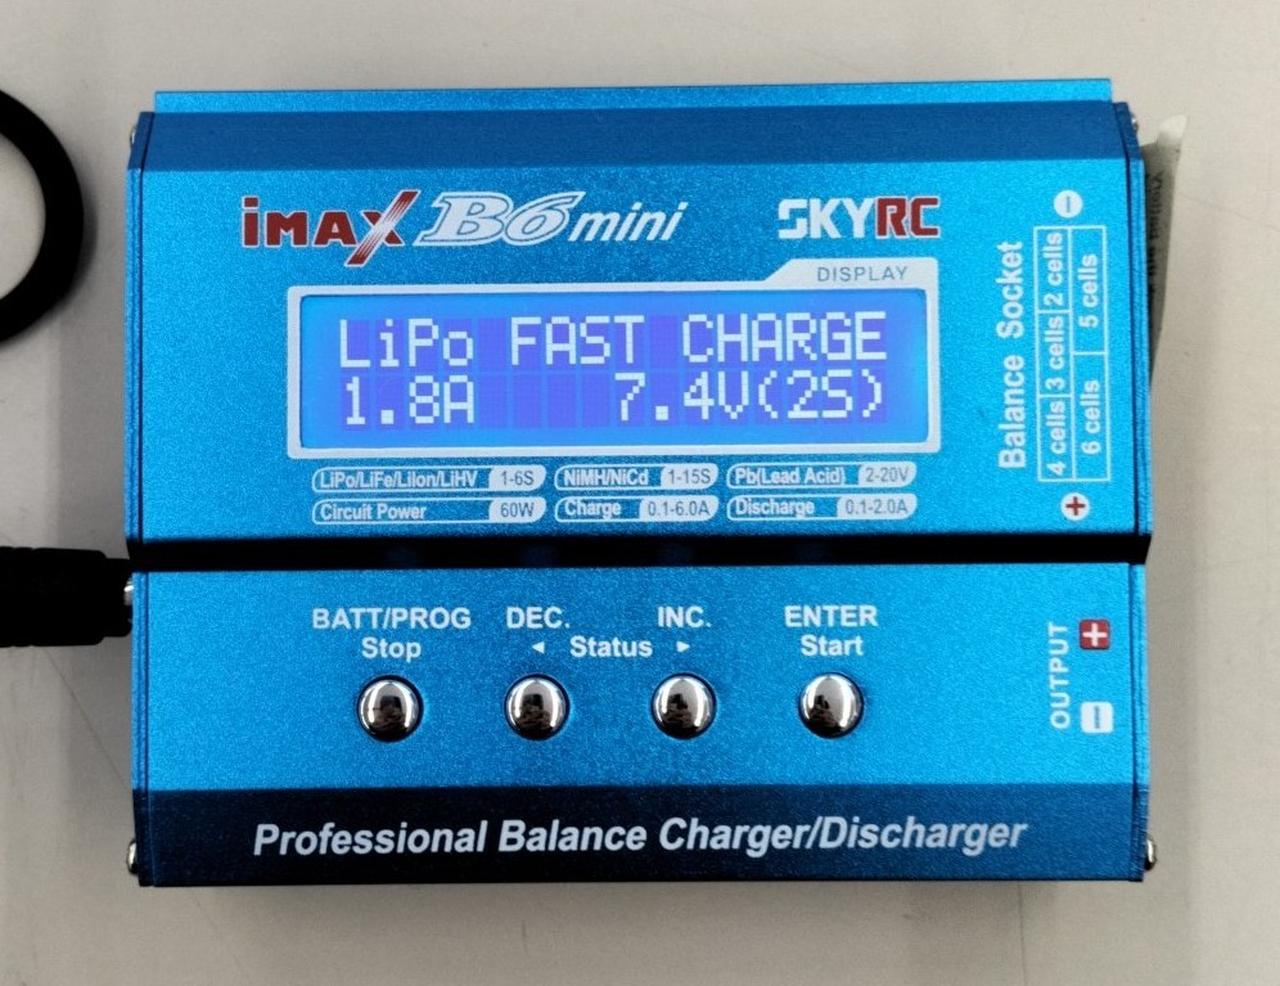 iMAX B6 mini SKYRC
DISPLAY
LiPo FAST CHARGE
1.8A 7.4V(2S)
LiPo/LiFe/LiIon/LiHV 1-6S NiMH/NiCd 1-15S Pb(Lead Acid) 2-20V
Circuit Power 60W Charge 0.1-6.0A Discharge 0.1-2.0A
Balance Socket
4 cells 3 cells 2 cells
6 cells 5 cells
−
+
BATT/PROG DEC. INC. ENTER
Stop ◄ Status ► Start
OUTPUT
+
−
Professional Balance Charger/Discharger